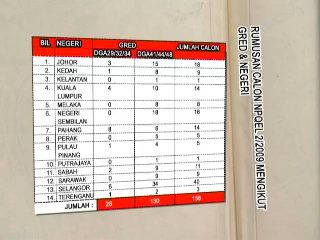 RUMUSAN CALON NPQEL 2/2009 MENGIKUT
GRED & NEGERI
BIL. NEGERI GRED JUMLAH CALON
DGA29/32/34 DGA41/44/48
1. JOHOR 3 15 18
2. KEDAH 1 8 9
3. KELANTAN 0 1 1
4. KUALA 4 10 14
LUMPUR
5. MELAKA 0 8 8
6. NEGERI 0 18 18
SEMBILAN
7. PAHANG 8 6 14
8. PERAK 0 5 5
9. PULAU 1 4 5
PINANG
10. PUTRAJAYA 0 1 1
11. SABAH 2 9 11
12. SARAWAK 0 9 9
13. SELANGOR 6 34 40
14. TERENGANU 1 2 3
JUMLAH : 26 130 156